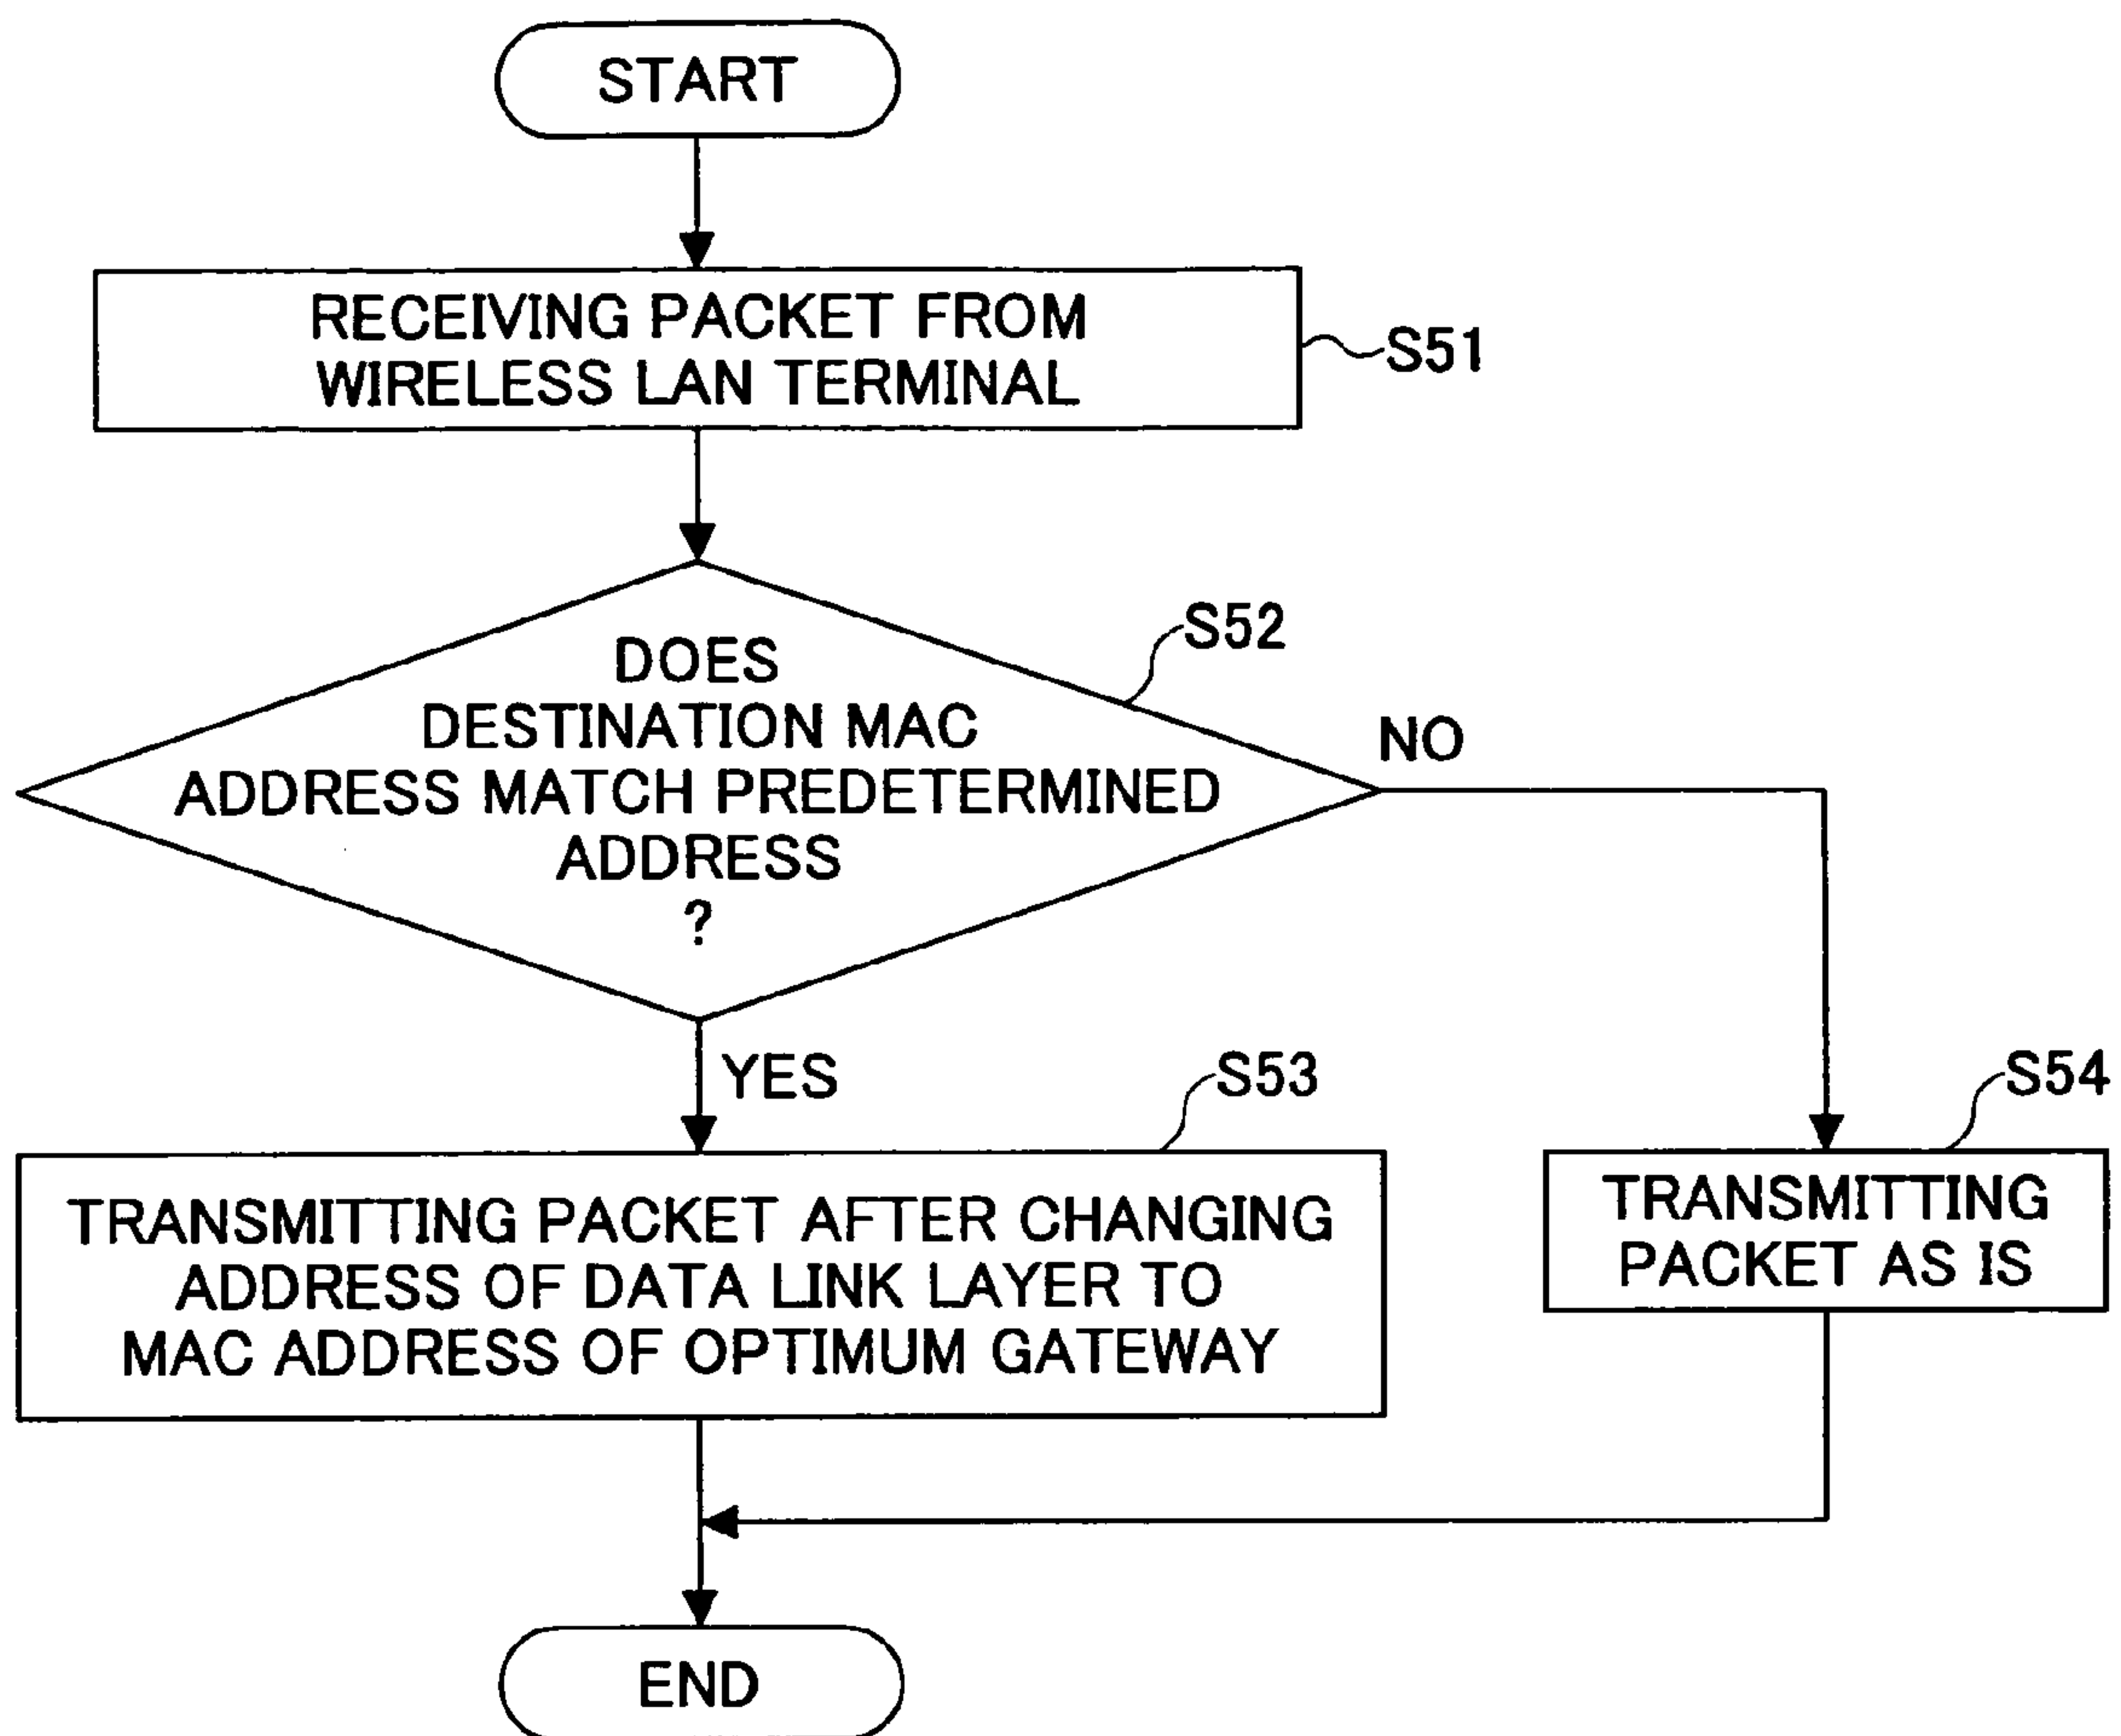 START
RECEIVING PACKET FROM
WIRELESS LAN TERMINAL
S51
S52
DOES
DESTINATION MAC
ADDRESS MATCH PREDETERMINED
ADDRESS
?
NO
YES
S53
S54
TRANSMITTING PACKET AFTER CHANGING
ADDRESS OF DATA LINK LAYER TO
MAC ADDRESS OF OPTIMUM GATEWAY
TRANSMITTING
PACKET AS IS
END